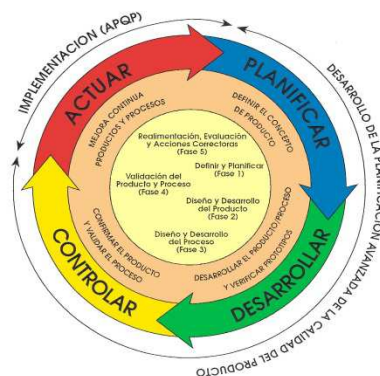 IMPLEMENTACION (APQP)
DESARROLLO DE LA PLANIFICACIÓN AVANZADA DE LA CALIDAD DEL PRODUCTO
ACTUAR
PLANIFICAR
DESARROLLAR
CONTROLAR
MEJORA CONTINUA
PRODUCTOS Y PROCESOS
DEFINIR EL CONCEPTO
DE PRODUCTO
DESARROLLAR EL PRODUCTO/PROCESO
Y VERIFICAR PROTOTIPOS
CONFIRMAR EL PRODUCTO
Y VALIDAR EL PROCESO
Realimentación, Evaluación
y Acciones Correctoras
(Fase 5)
Definir y Planificar
(Fase 1)
Validación del
Producto y Proceso
(Fase 4)
Diseño y Desarrollo
del Producto
(Fase 2)
Diseño y Desarrollo
del Proceso
(Fase 3)